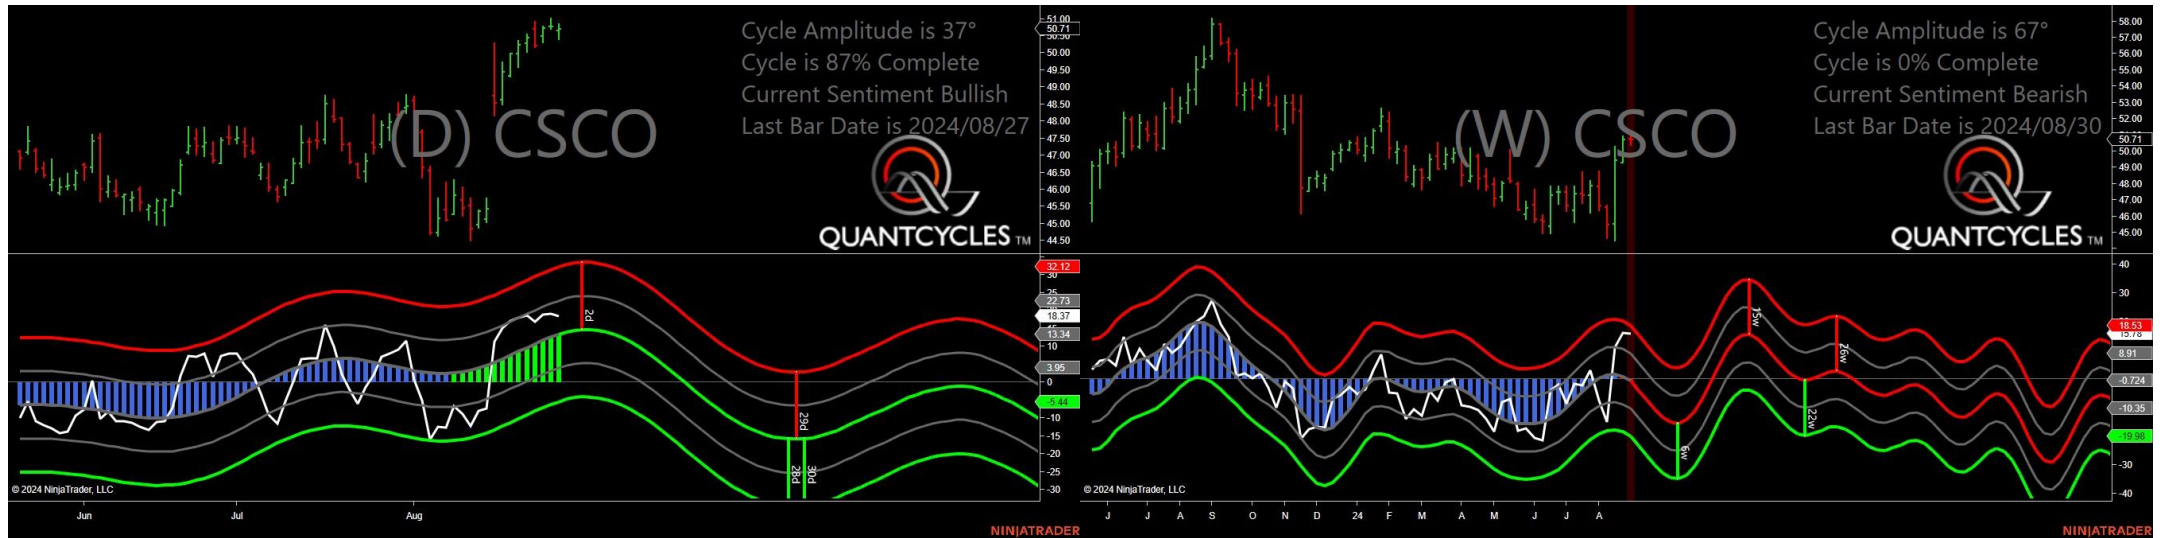 Cycle Amplitude is 37°
Cycle is 87% Complete
Current Sentiment Bullish
Last Bar Date is 2024/08/27
(D) CSCO
QUANTCYCLES TM
51.00
50.71
50.00
49.50
49.00
48.50
48.00
47.50
47.00
46.50
46.00
45.50
45.00
44.50
32.12
30
25
22.73
18.37
13.34
10
3.95
0
-5.44
-10
-15
-20
-25
-30
2d
29d
28d
30d
© 2024 NinjaTrader, LLC
Jun Jul Aug
NINJATRADER
Cycle Amplitude is 67°
Cycle is 0% Complete
Current Sentiment Bearish
Last Bar Date is 2024/08/30
(W) CSCO
QUANTCYCLES TM
58.00
57.00
56.00
55.00
54.00
53.00
52.00
50.71
50.00
49.00
48.00
47.00
46.00
45.00
40
30
18.53
15.78
8.91
-0.724
-10.35
-19.98
-30
-40
15w
26w
22w
6w
© 2024 NinjaTrader, LLC
J J A S O N D 24 F M A M J J A
NINJATRADER